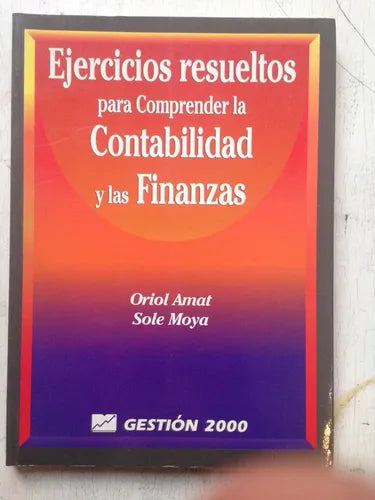 Ejercicios resueltos
para Comprender la
Contabilidad
y las Finanzas
Oriol Amat
Sole Moya
GESTIÓN 2000